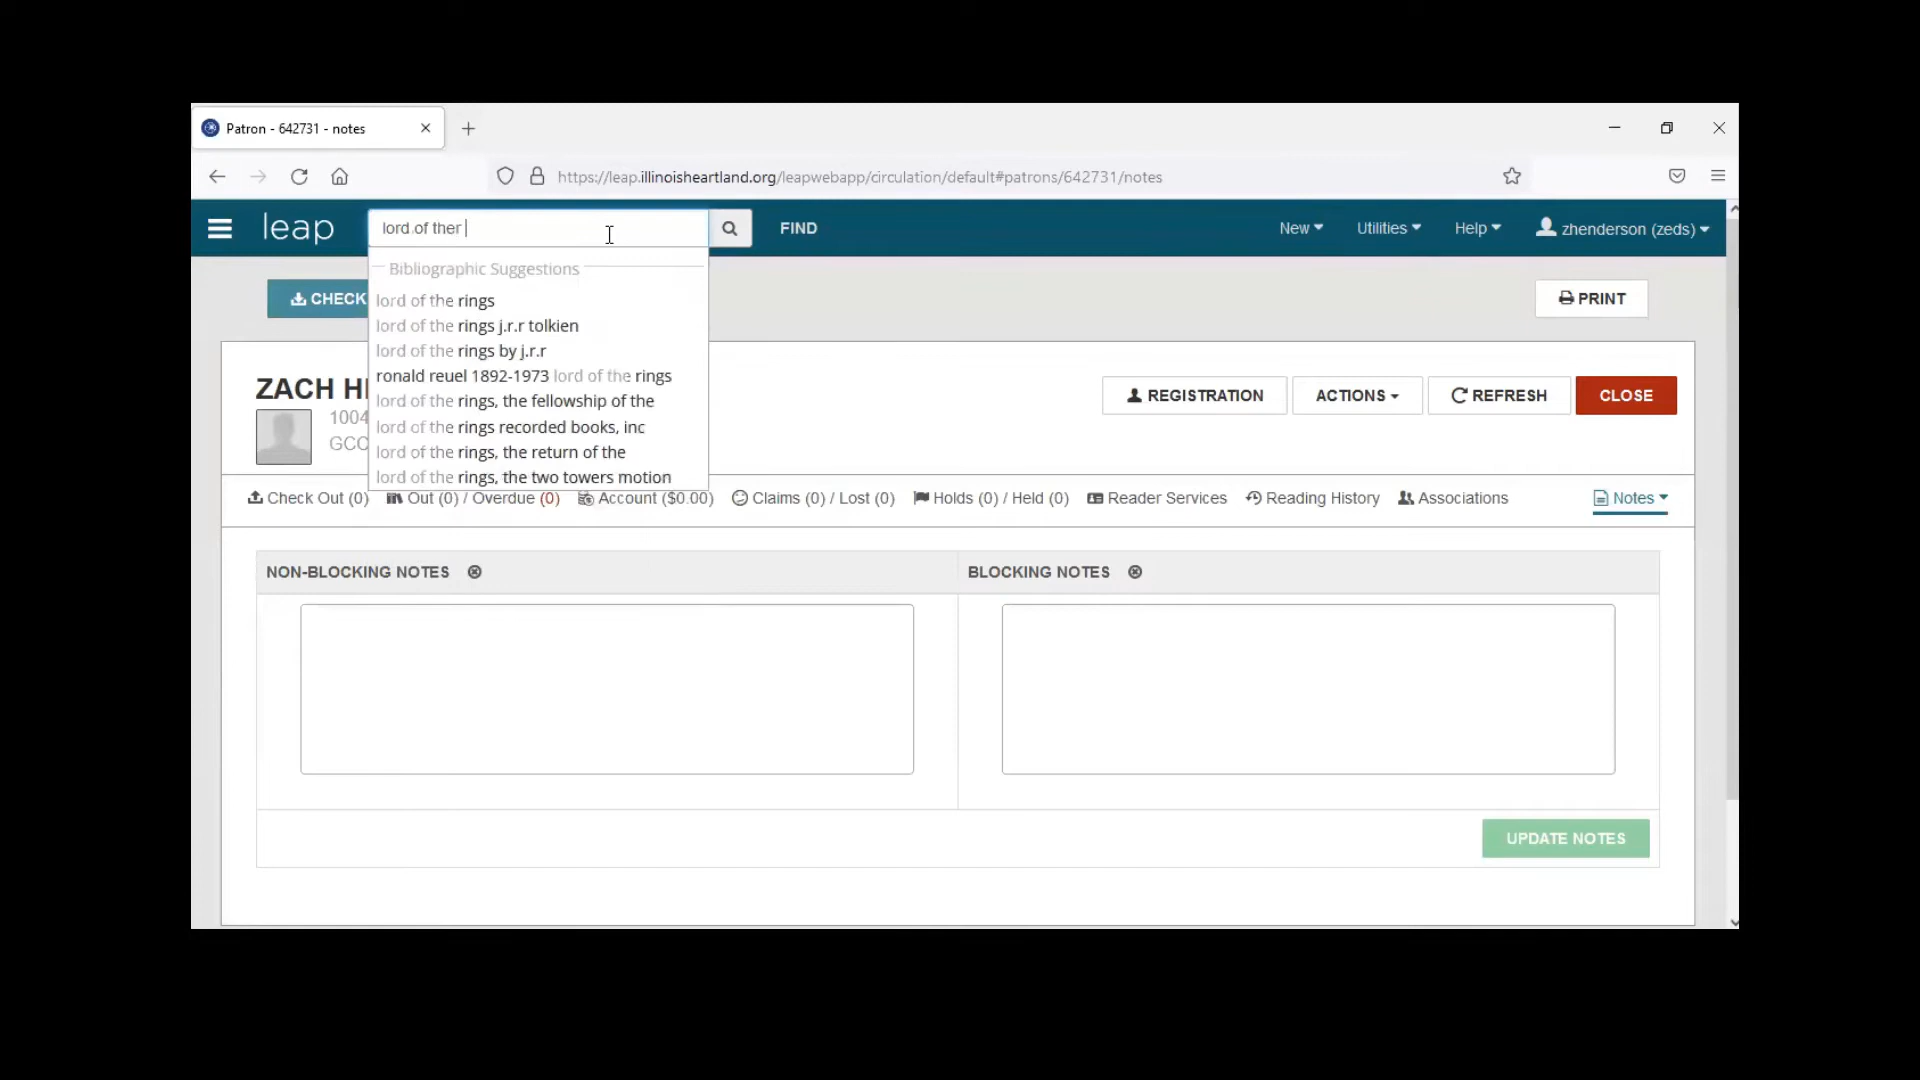 Patron - 642731 - notes
https://leap.illinoisheartland.org/leapwebapp/circulation/default#patrons/642731/notes
leap lord of ther FIND New Utilities Help zhenderson (zeds)
Bibliographic Suggestions
lord of the rings
lord of the rings j.r.r tolkien
lord of the rings by j.r.r
ronald reuel 1892-1973 lord of the rings
lord of the rings, the fellowship of the
lord of the rings recorded books, inc
lord of the rings, the return of the
lord of the rings, the two towers motion
CHECK PRINT
ZACH
1004
GCC
REGISTRATION ACTIONS REFRESH CLOSE
Check Out (0) Out (0) / Overdue (0) Account ($0.00) Claims (0) / Lost (0) Holds (0) / Held (0) Reader Services Reading History Associations Notes
NON-BLOCKING NOTES BLOCKING NOTES
UPDATE NOTES